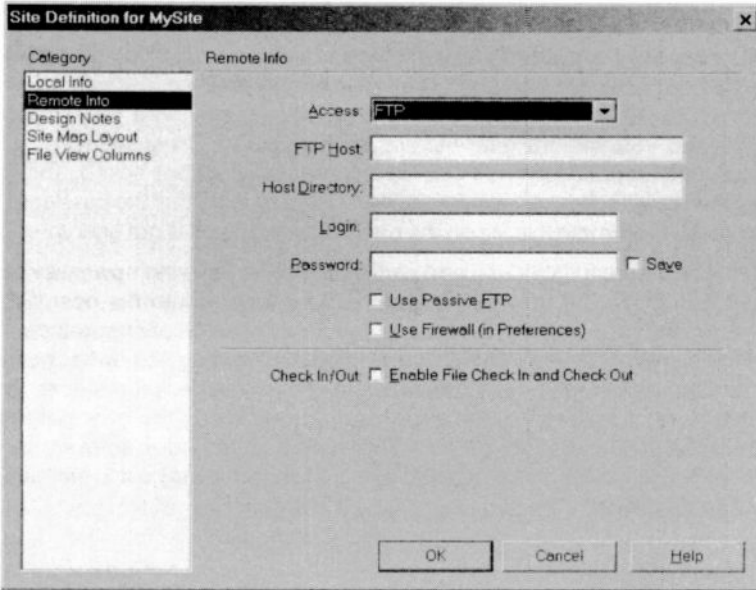 Site Definition for MySite
Category
Local Info
Remote Info
Design Notes
Site Map Layout
File View Columns
Remote Info
Access: FTP
FTP Host:
Host Directory:
Login:
Password: Save
Use Passive FTP
Use Firewall (in Preferences)
Check In/Out: Enable File Check In and Check Out
OK Cancel Help